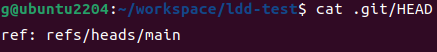 g@ubuntu2204:~/workspace/ldd-test$ cat .git/HEAD
ref: refs/heads/main